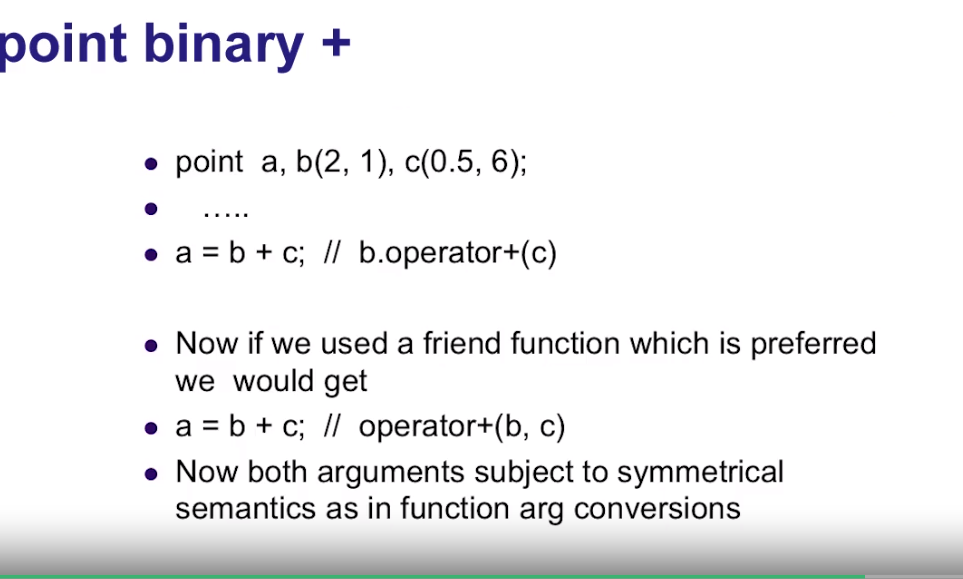 point binary +
point a, b(2, 1), c(0.5, 6);
…..
a = b + c; // b.operator+(c)
Now if we used a friend function which is preferred
we would get
a = b + c; // operator+(b, c)
Now both arguments subject to symmetrical
semantics as in function arg conversions